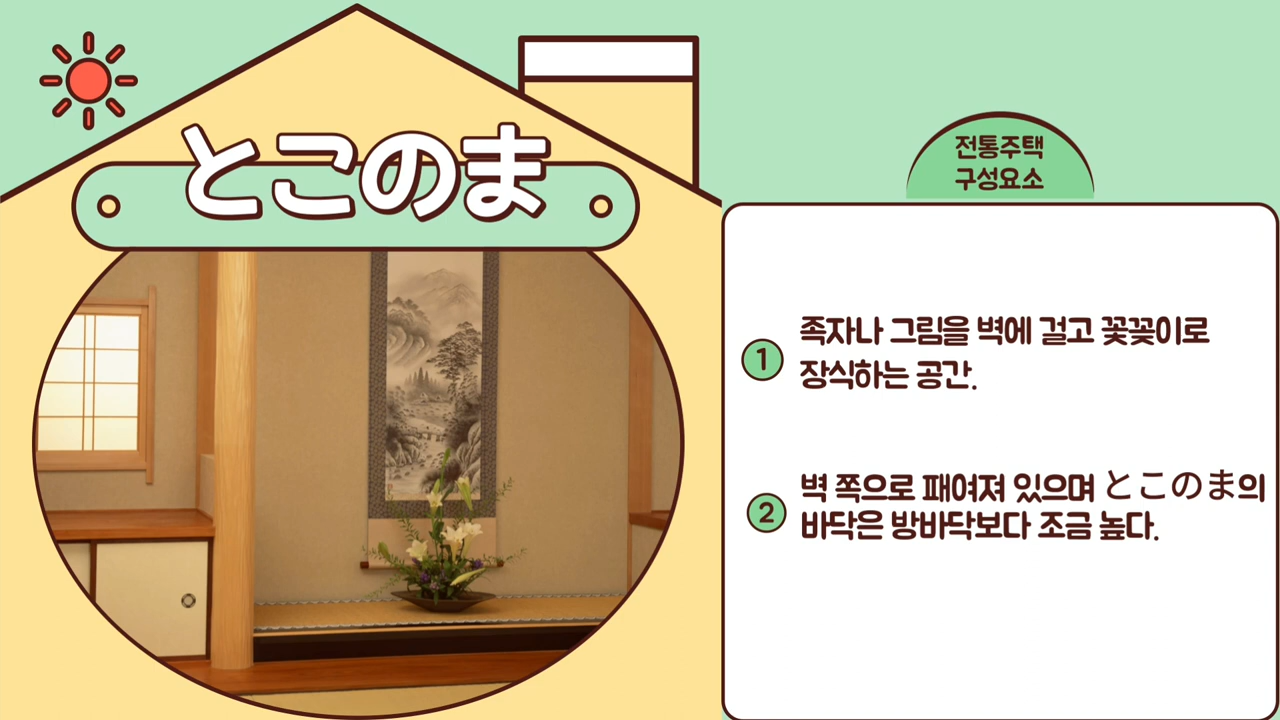 とこのま
전통주택
구성요소
1
족자나 그림을 벽에 걸고 꽃꽂이로
장식하는 공간.
2
벽 쪽으로 패여져 있으며 とこのま의
바닥은 방바닥보다 조금 높다.